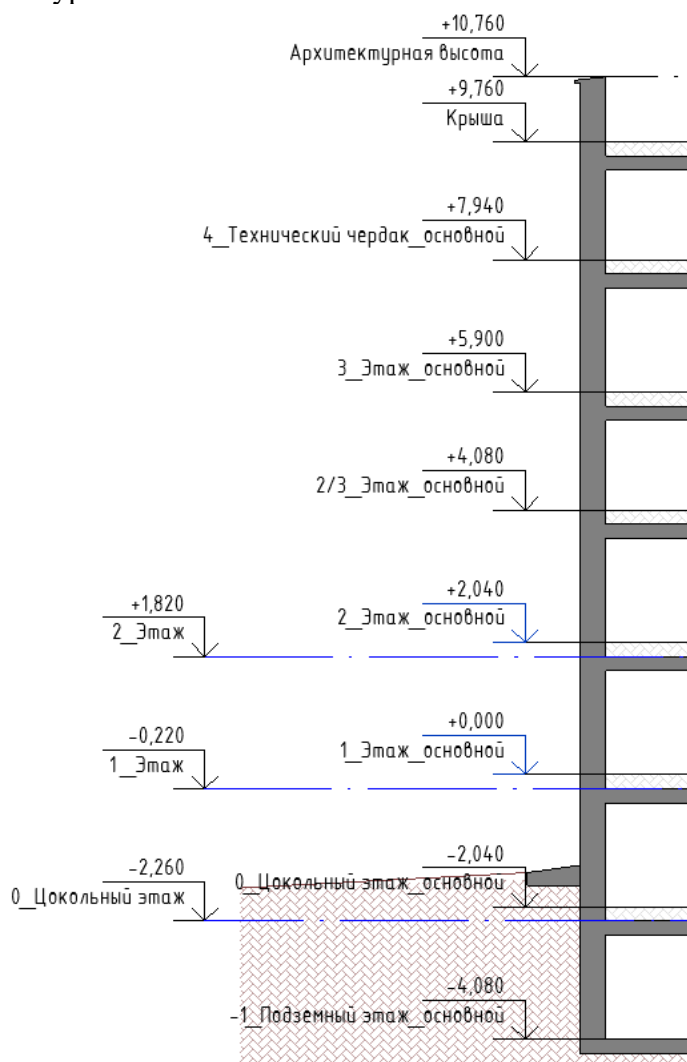 +10,760
Архитектурная высота
+9,760
Крыша
+7,940
4_Технический чердак_основной
+5,900
3_Этаж_основной
+4,080
2/3_Этаж_основной
+2,040
2_Этаж_основной
+1,820
2_Этаж
+0,000
1_Этаж_основной
-0,220
1_Этаж
-2,040
0_Цокольный этаж_основной
-2,260
0_Цокольный этаж
-4,080
-1_Подземный этаж_основной